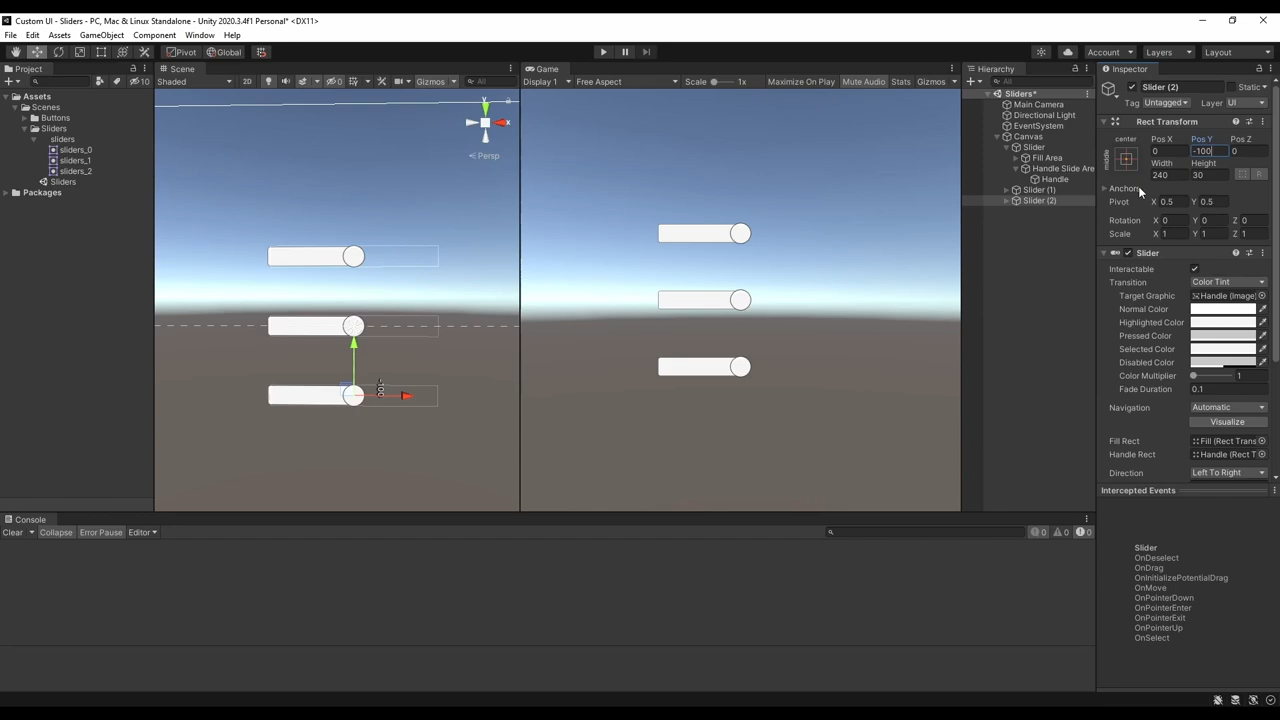 Custom UI - Sliders - PC, Mac & Linux Standalone - Unity 2020.3.4f1 Personal* <DX11>
File Edit Assets GameObject Component Window Help
Pivot Global Account Layers Layout
Project Scene Game Hierarchy Inspector
10 Shaded 2D 0 Gizmos All Display 1 Free Aspect Scale 1x Maximize On Play Mute Audio Stats Gizmos All
Slider (2) Static
Tag Untagged Layer UI
Assets
Scenes
Buttons
Sliders
sliders
sliders_0
sliders_1
sliders_2
Sliders
Packages
y
x
Persp
-100
Sliders*
Main Camera
Directional Light
EventSystem
Canvas
Slider
Fill Area
Handle Slide Are
Handle
Slider (1)
Slider (2)
Rect Transform
center Pos X Pos Y Pos Z
middle 0 -100 0
Width Height
240 30 R
Anchors
Pivot X 0.5 Y 0.5
Rotation X 0 Y 0 Z 0
Scale X 1 Y 1 Z 1
Slider
Interactable
Transition Color Tint
Target Graphic Handle (Image)
Normal Color
Highlighted Color
Pressed Color
Selected Color
Disabled Color
Color Multiplier 1
Fade Duration 0.1
Navigation Automatic
Visualize
Fill Rect Fill (Rect Trans
Handle Rect Handle (Rect T
Direction Left To Right
Intercepted Events
Slider
OnDeselect
OnDrag
OnInitializePotentialDrag
OnMove
OnPointerDown
OnPointerEnter
OnPointerExit
OnPointerUp
OnSelect
Console
Clear Collapse Error Pause Editor 0 0 0